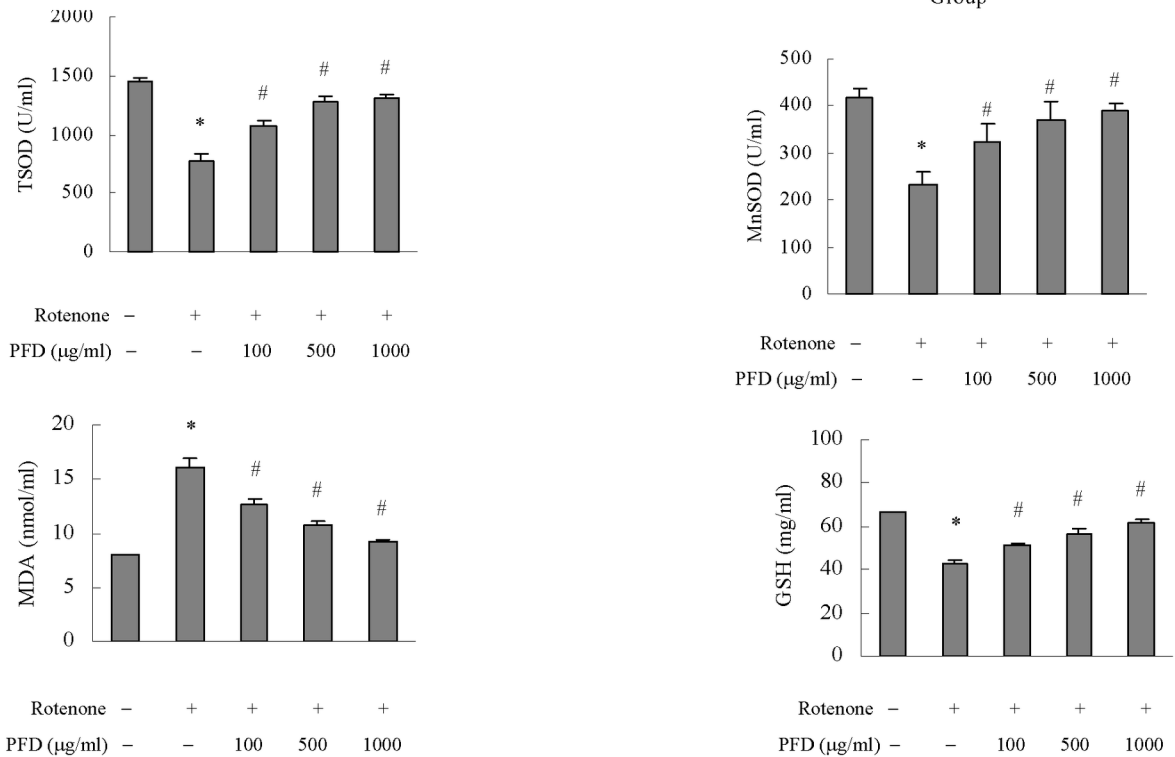 Group
2000
1500
1000
500
0
TSOD (U/ml)
*
#
#
#
Rotenone – + + + +
PFD (μg/ml) – – 100 500 1000
500
400
300
200
100
0
MnSOD (U/ml)
*
#
#
#
Rotenone – + + + +
PFD (μg/ml) – – 100 500 1000
20
15
10
5
0
MDA (nmol/ml)
*
#
#
#
Rotenone – + + + +
PFD (μg/ml) – – 100 500 1000
100
80
60
40
20
0
GSH (mg/ml)
*
#
#
#
Rotenone – + + + +
PFD (μg/ml) – – 100 500 1000